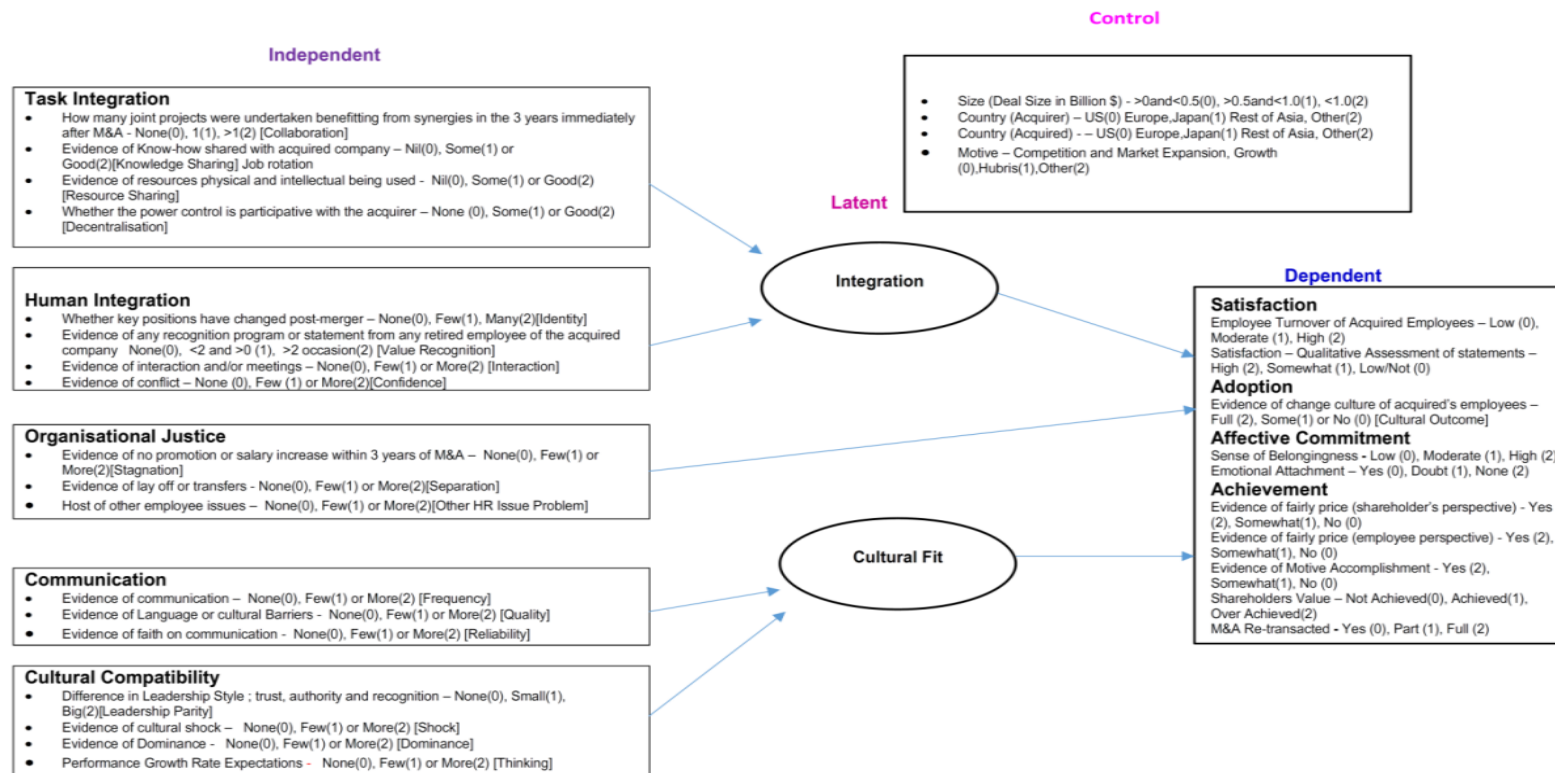 Control
Independent
Task Integration
• How many joint projects were undertaken benefitting from synergies in the 3 years immediately
after M&A - None(0), 1(1), >1(2) [Collaboration]
• Evidence of Know-how shared with acquired company – Nil(0), Some(1) or
Good(2)[Knowledge Sharing] Job rotation
• Evidence of resources physical and intellectual being used - Nil(0), Some(1) or Good(2)
[Resource Sharing]
• Whether the power control is participative with the acquirer – None (0), Some(1) or Good(2)
[Decentralisation]
• Size (Deal Size in Billion $) - >0and<0.5(0), >0.5and<1.0(1), <1.0(2)
• Country (Acquirer) – US(0) Europe,Japan(1) Rest of Asia, Other(2)
• Country (Acquired) - – US(0) Europe,Japan(1) Rest of Asia, Other(2)
• Motive – Competition and Market Expansion, Growth
(0),Hubris(1),Other(2)
Latent
Integration
Human Integration
• Whether key positions have changed post-merger – None(0), Few(1), Many(2)[Identity]
• Evidence of any recognition program or statement from any retired employee of the acquired
company None(0), <2 and >0 (1), >2 occasion(2) [Value Recognition]
• Evidence of interaction and/or meetings – None(0), Few(1) or More(2) [Interaction]
• Evidence of conflict – None (0), Few (1) or More(2)[Confidence]
Organisational Justice
• Evidence of no promotion or salary increase within 3 years of M&A – None(0), Few(1) or
More(2)[Stagnation]
• Evidence of lay off or transfers - None(0), Few(1) or More(2)[Separation]
• Host of other employee issues – None(0), Few(1) or More(2)[Other HR Issue Problem]
Cultural Fit
Communication
• Evidence of communication – None(0), Few(1) or More(2) [Frequency]
• Evidence of Language or cultural Barriers - None(0), Few(1) or More(2) [Quality]
• Evidence of faith on communication - None(0), Few(1) or More(2) [Reliability]
Cultural Compatibility
• Difference in Leadership Style ; trust, authority and recognition – None(0), Small(1),
Big(2)[Leadership Parity]
• Evidence of cultural shock – None(0), Few(1) or More(2) [Shock]
• Evidence of Dominance - None(0), Few(1) or More(2) [Dominance]
• Performance Growth Rate Expectations - None(0), Few(1) or More(2) [Thinking]
Dependent
Satisfaction
Employee Turnover of Acquired Employees – Low (0),
Moderate (1), High (2)
Satisfaction – Qualitative Assessment of statements –
High (2), Somewhat (1), Low/Not (0)
Adoption
Evidence of change culture of acquired's employees –
Full (2), Some(1) or No (0) [Cultural Outcome]
Affective Commitment
Sense of Belongingness - Low (0), Moderate (1), High (2)
Emotional Attachment – Yes (0), Doubt (1), None (2)
Achievement
Evidence of fairly price (shareholder's perspective) - Yes
(2), Somewhat(1), No (0)
Evidence of fairly price (employee perspective) - Yes (2),
Somewhat(1), No (0)
Evidence of Motive Accomplishment - Yes (2),
Somewhat(1), No (0)
Shareholders Value – Not Achieved(0), Achieved(1),
Over Achieved(2)
M&A Re-transacted - Yes (0), Part (1), Full (2)